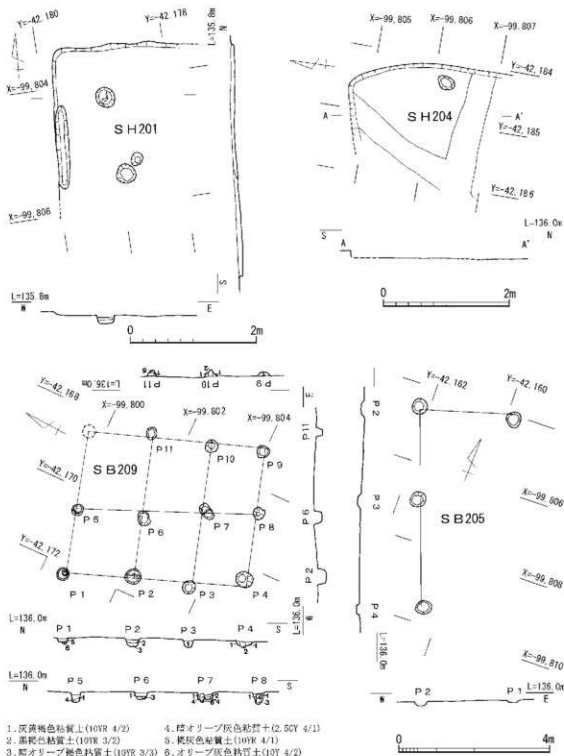 Y=-42,180
Y=-42,178
X=-99,804
L=135.8m
N
SH201
X=-99,806
S
L=135.8m
W
E
0
2m
X=-99,805
X=-99,806
X=-99,807
Y=-42,184
A
SH204
A'
Y=-42,185
Y=-42,186
L=136.0m
S
N
A
A'
0
2m
P11
P10
P9
L=136.0m
Y=-42,168
X=-99,800
X=-99,802
X=-99,804
E
P11
P10
P9
SB209
Y=-42,170
P6
P6
P7
P8
Y=-42,172
P1
P2
P3
P4
P11
P6
P2
L=136.0m
W
L=136.0m
N
P1
P2
P3
P4
S
L=136.0m
N
P5
P6
P7
P8
S
Y=-42,162
Y=-42,160
P2
P3
P4
SB205
X=-99,806
X=-99,808
X=-99,810
L=136.0m
W
P2
P1
L=136.0m
E
0
4m
1.灰黄褐色粘質土(10YR 4/2)
4.暗オリーブ灰色粘質土(2.5GY 4/1)
2.黒褐色粘質土(10YR 3/2)
5.褐灰色粘質土(10YR 4/1)
3.暗オリーブ褐色粘質土(10YR 3/3)
6.オリーブ灰色粘質土(10Y 4/2)